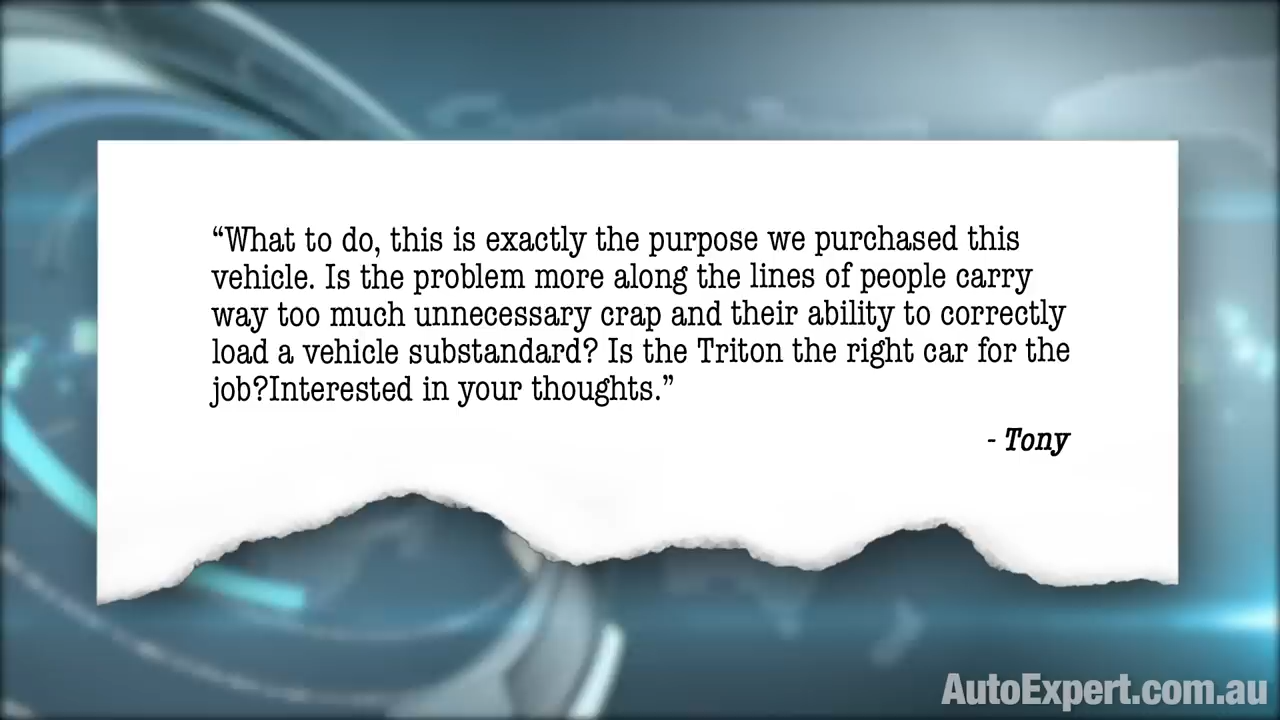 “What to do, this is exactly the purpose we purchased this
vehicle. Is the problem more along the lines of people carry
way too much unnecessary crap and their ability to correctly
load a vehicle substandard? Is the Triton the right car for the
job?Interested in your thoughts.”
- Tony
AutoExpert.com.au